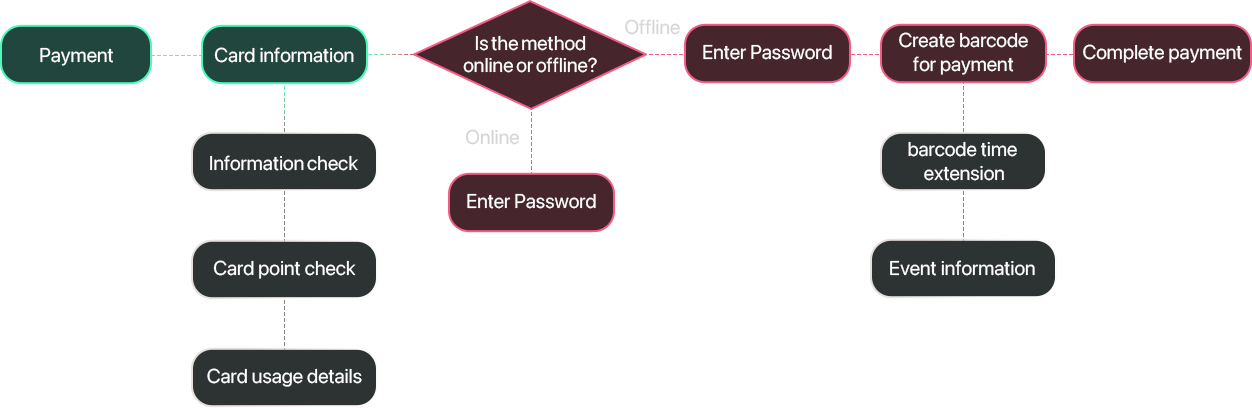 Payment
Card information
Is the method
online or offline?
Offline
Enter Password
Create barcode
for payment
Complete payment
Online
Information check
barcode time
extension
Enter Password
Card point check
Event information
Card usage details